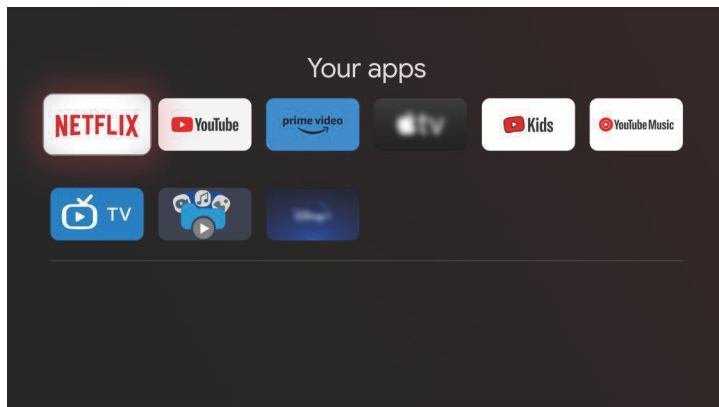 Your apps
NETFLIX
YouTube
prime video
tv
Kids
YouTube Music
TV